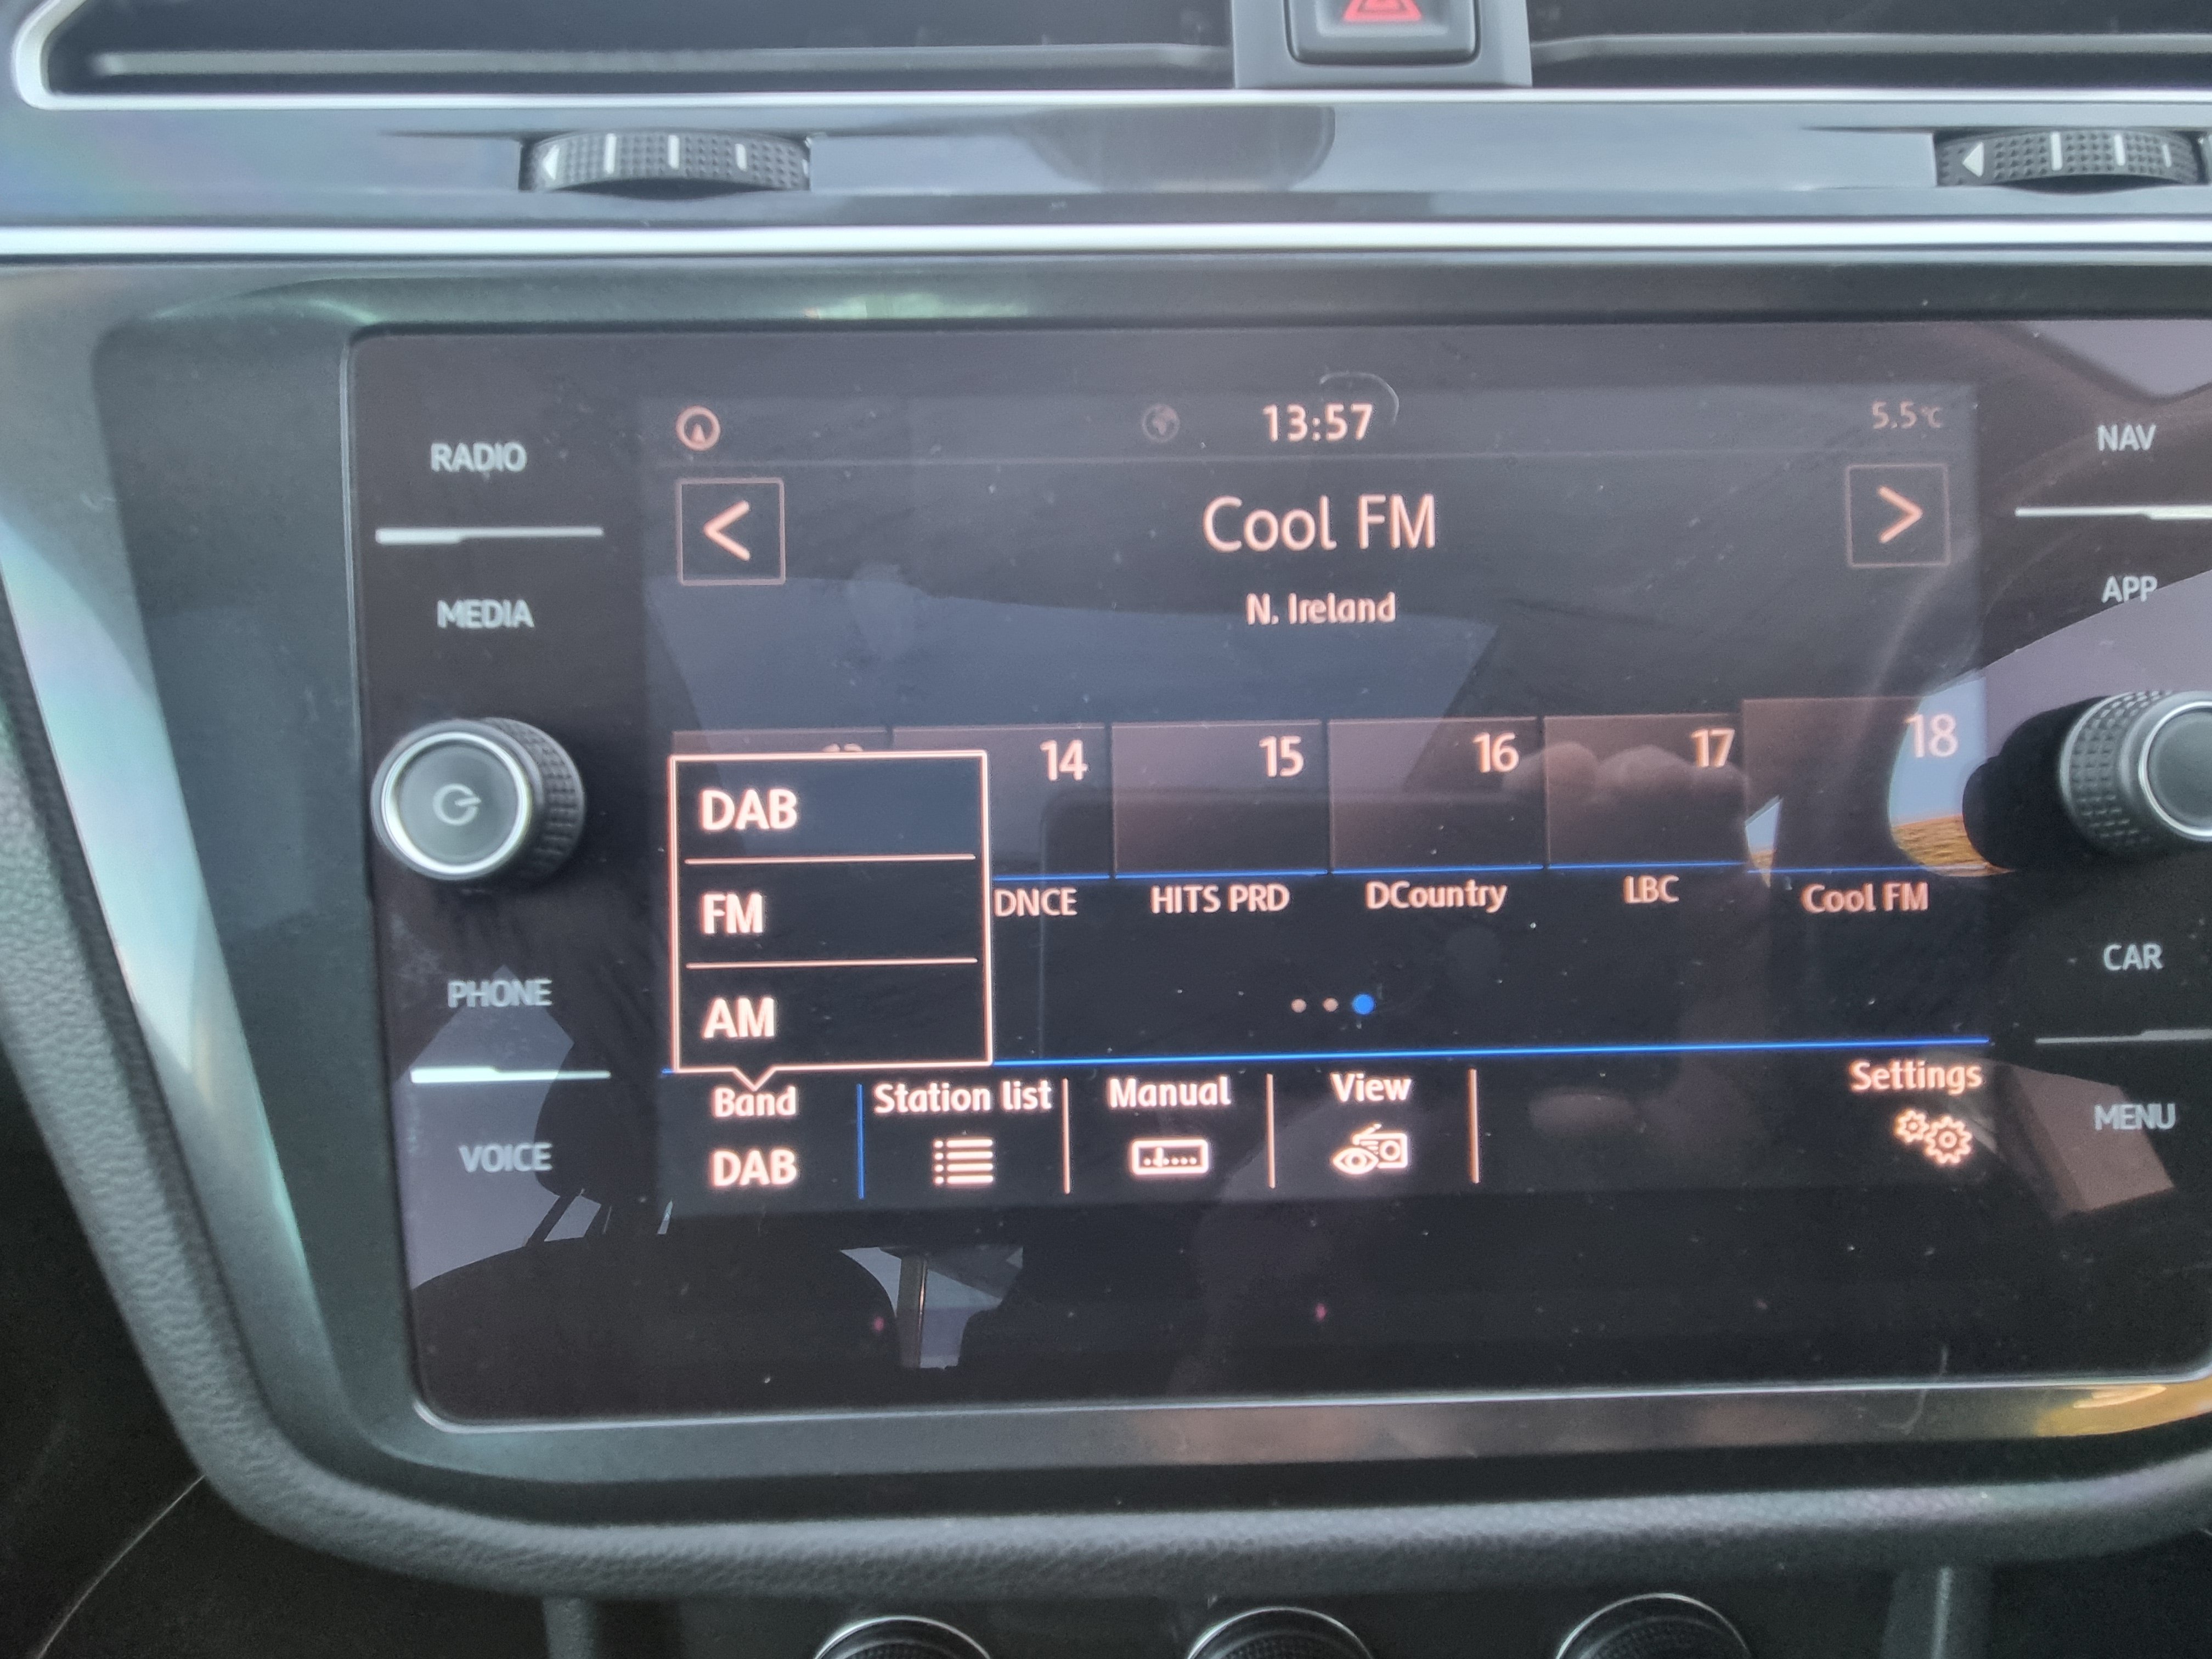 13:57
5.5°C
RADIO
NAV
Cool FM
MEDIA
APP
N. Ireland
14 15 16 17 18
DAB
DNCE HITS PRD DCountry LBC Cool FM
FM
CAR
PHONE
AM
Band Station list Manual View Settings
MENU
VOICE
DAB